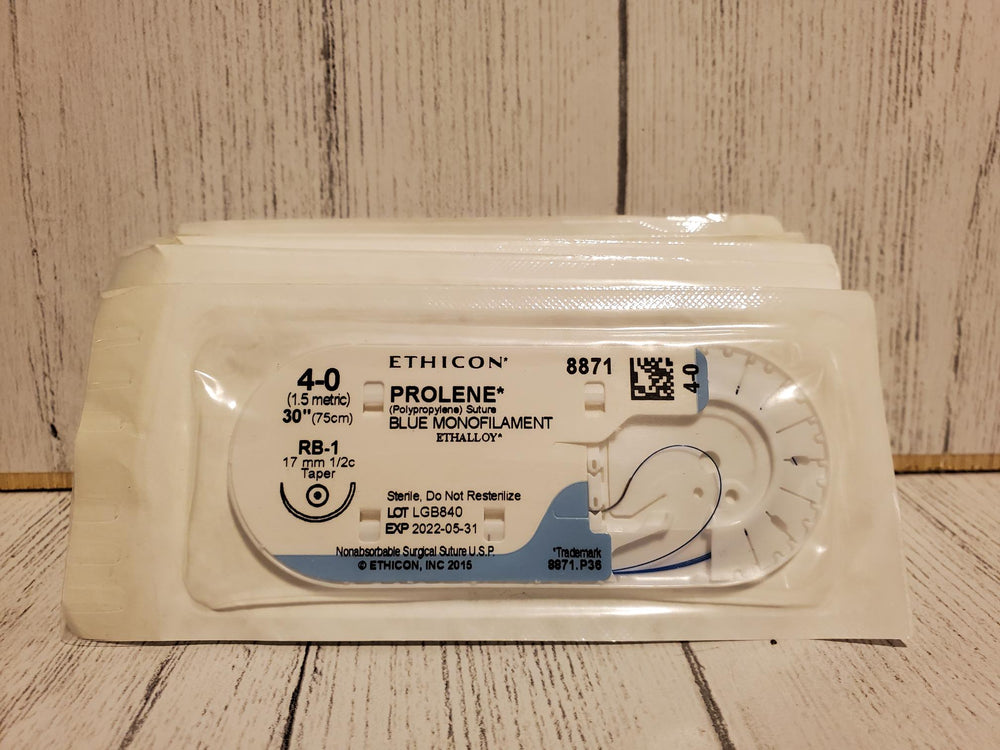 ETHICON*
8871
4-0
4-0
(1.5 metric)
30" (75cm)
PROLENE*
(Polypropylene) Suture
BLUE MONOFILAMENT
ETHALLOY*
RB-1
17 mm 1/2c
Taper
Sterile, Do Not Resterilize
LOT LGB840
EXP 2022-05-31
Nonabsorbable Surgical Suture U.S.P.
© ETHICON, INC 2015
*Trademark
8871.P36